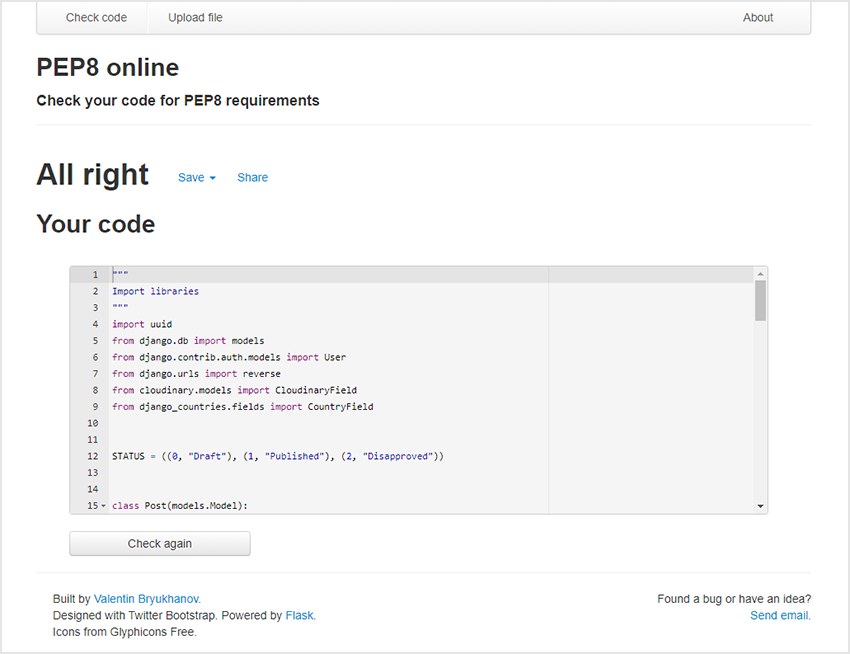 Check code Upload file About
PEP8 online
Check your code for PEP8 requirements
All right Save Share
Your code
1 """
2 Import libraries
3 """
4 import uuid
5 from django.db import models
6 from django.contrib.auth.models import User
7 from django.urls import reverse
8 from cloudinary.models import CloudinaryField
9 from django_countries.fields import CountryField
10
11
12 STATUS = ((0, "Draft"), (1, "Published"), (2, "Disapproved"))
13
14
15 class Post(models.Model):
Check again
Built by Valentin Bryukhanov. Found a bug or have an idea?
Designed with Twitter Bootstrap. Powered by Flask. Send email.
Icons from Glyphicons Free.